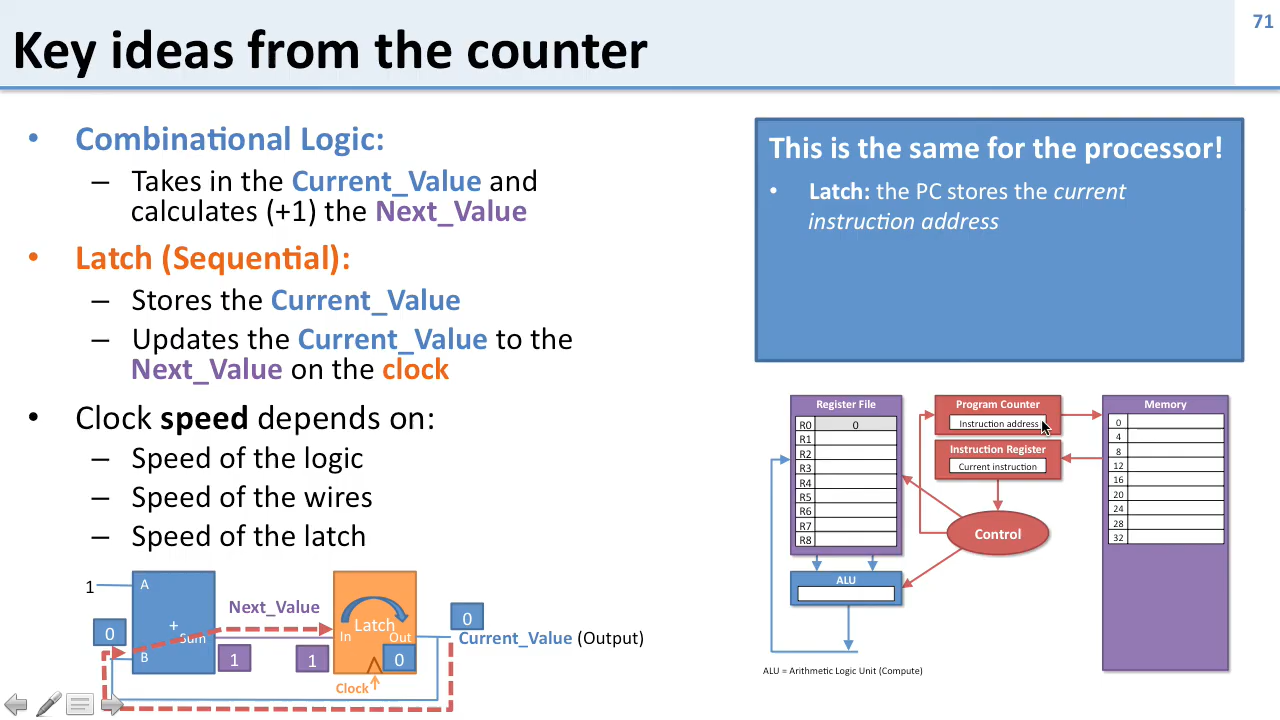 Key ideas from the counter
71
• Combinational Logic:
– Takes in the Current_Value and
calculates (+1) the Next_Value
• Latch (Sequential):
– Stores the Current_Value
– Updates the Current_Value to the
Next_Value on the clock
• Clock speed depends on:
– Speed of the logic
– Speed of the wires
– Speed of the latch
1
A
0
+
Sum
B
Next_Value
1
1
Latch
In
Out
0
Clock
0
Current_Value (Output)
This is the same for the processor!
• Latch: the PC stores the current
instruction address
Register File
R0 0
R1
R2
R3
R4
R5
R6
R7
R8
ALU
Program Counter
Instruction address
Instruction Register
Current instruction
Control
Memory
0
4
8
12
16
20
24
28
32
ALU = Arithmetic Logic Unit (Compute)